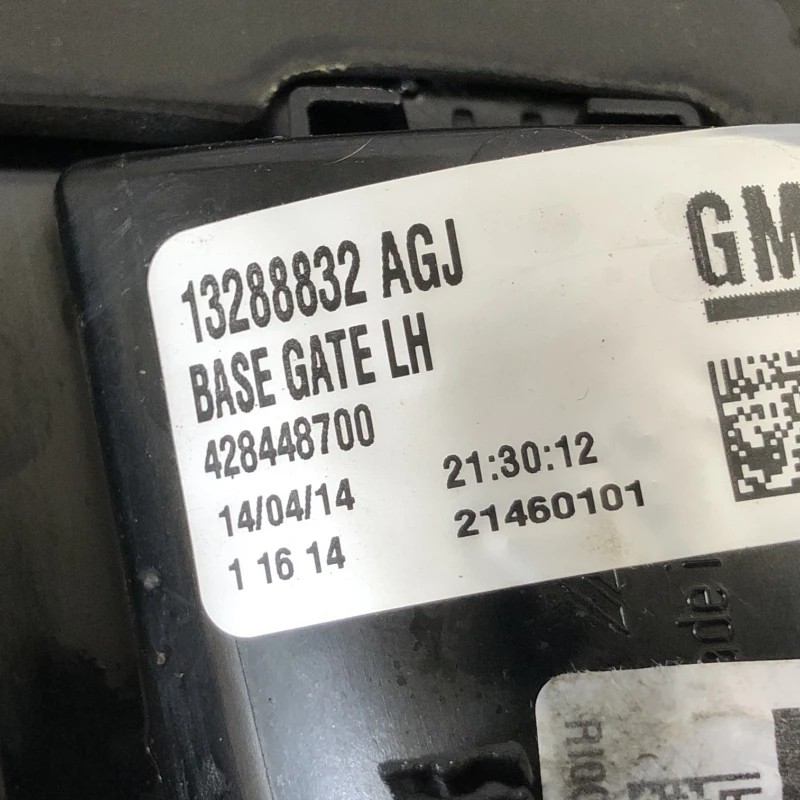 13288832 AGJ
GM
BASE GATE LH
428448700
14/04/14 21:30:12
1 16 14 21460101